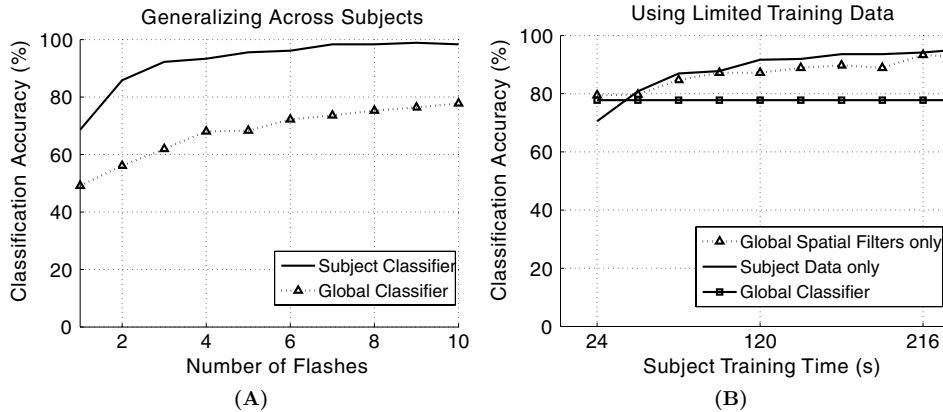 Generalizing Across Subjects
Classification Accuracy (%)
100
80
60
40
20
0
2
4
6
8
10
Number of Flashes
Subject Classifier
Global Classifier
(A)
Using Limited Training Data
Classification Accuracy (%)
100
80
60
40
20
0
24
120
216
Subject Training Time (s)
Global Spatial Filters only
Subject Data only
Global Classifier
(B)